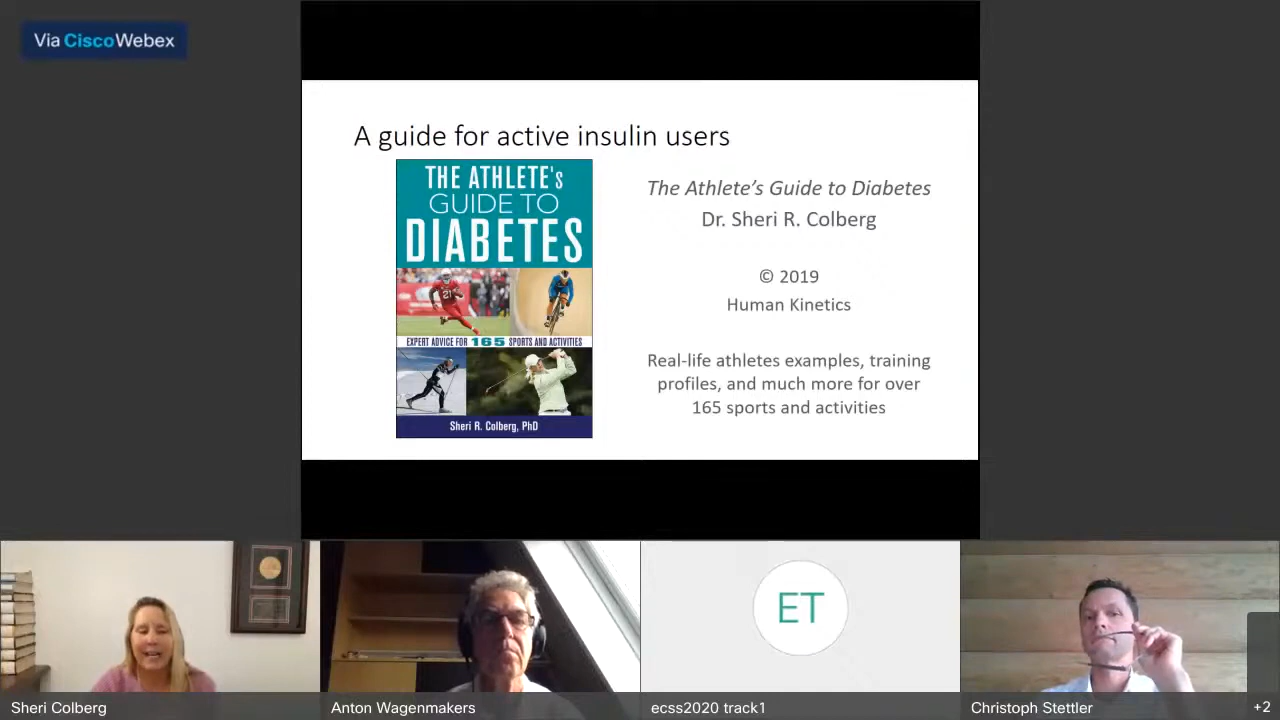 Via CiscoWebex
A guide for active insulin users
THE ATHLETE's
GUIDE TO
DIABETES
21
EXPERT ADVICE FOR 165 SPORTS AND ACTIVITIES
Sheri R. Colberg, PhD
The Athlete's Guide to Diabetes
Dr. Sheri R. Colberg
© 2019
Human Kinetics
Real-life athletes examples, training
profiles, and much more for over
165 sports and activities
ET
Sheri Colberg
Anton Wagenmakers
ecss2020 track1
Christoph Stettler
+2